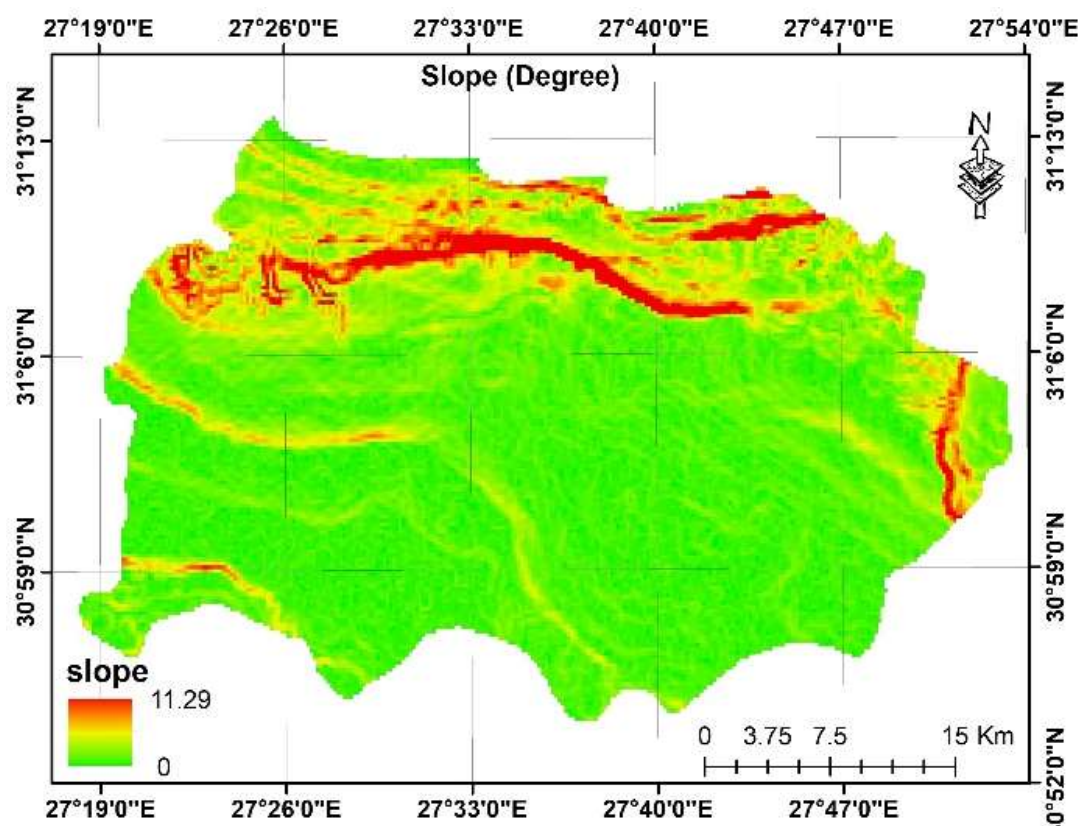 27°19'0"E 27°26'0"E 27°33'0"E 27°40'0"E 27°47'0"E 27°54'0"E
Slope (Degree)
N
31°13'0"N 31°13'0"N
31°6'0"N 31°6'0"N
30°59'0"N 30°59'0"N
slope
11.29
0
0 3.75 7.5 15 Km
30°52'0"N
27°19'0"E 27°26'0"E 27°33'0"E 27°40'0"E 27°47'0"E